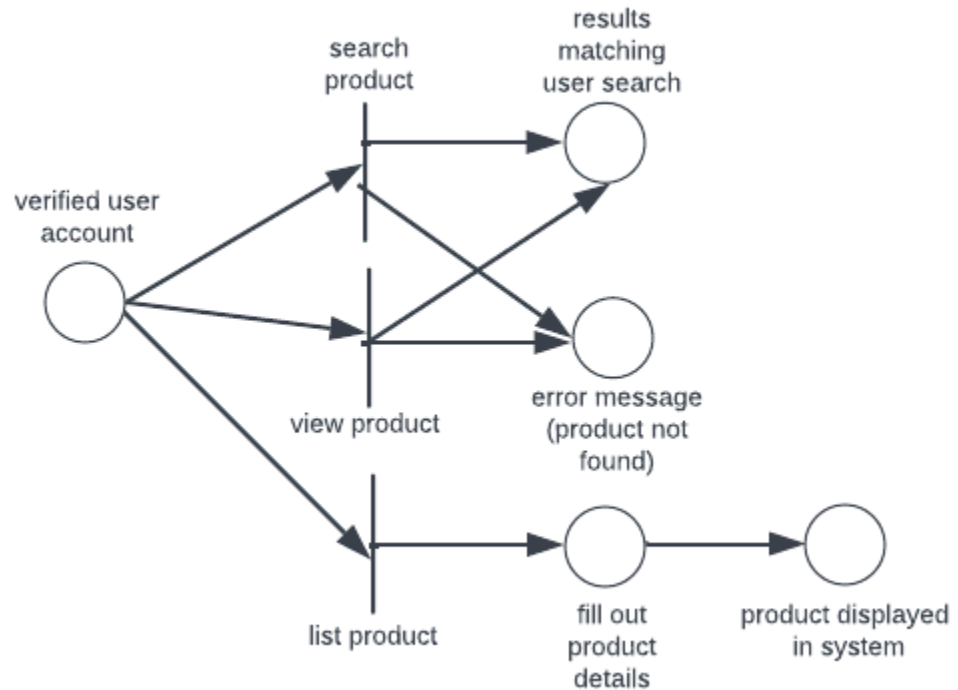 results
matching
user search
search
product
verified user
account
view product
error message
(product not
found)
list product
fill out
product
details
product displayed
in system